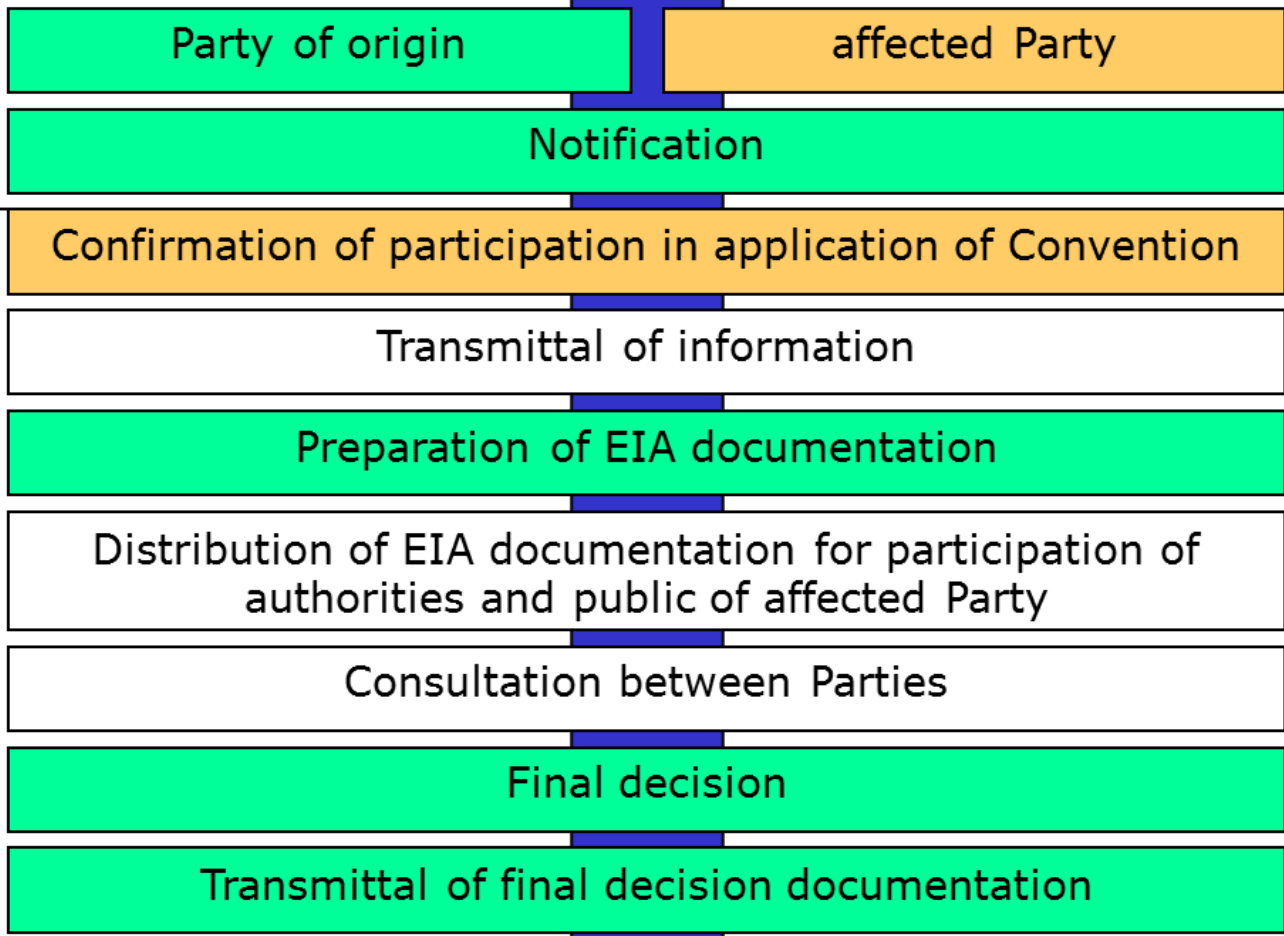 Party of origin
affected Party
Notification
Confirmation of participation in application of Convention
Transmittal of information
Preparation of EIA documentation
Distribution of EIA documentation for participation of
authorities and public of affected Party
Consultation between Parties
Final decision
Transmittal of final decision documentation